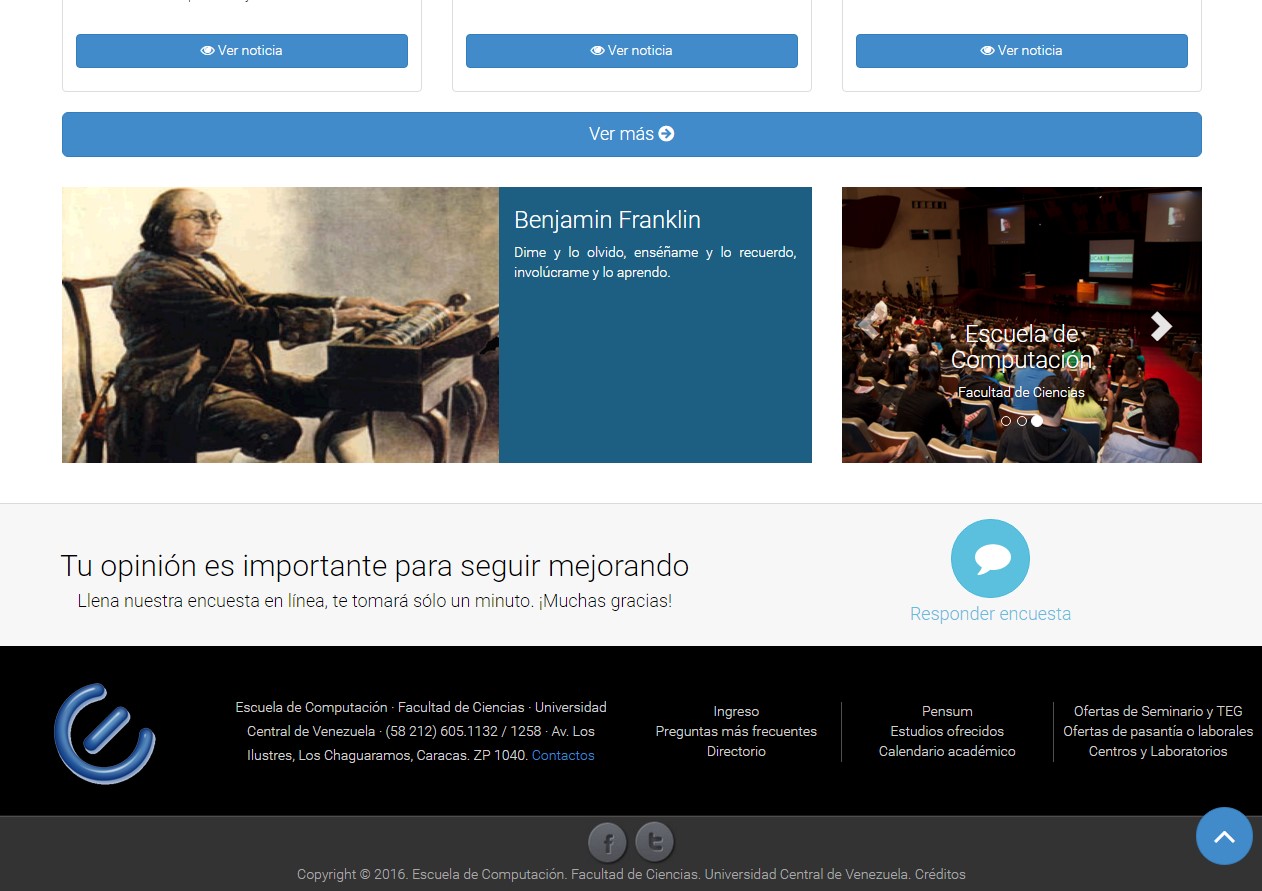 Ver noticia
Ver noticia
Ver noticia
Ver más
Benjamin Franklin
Dime y lo olvido, enséñame y lo recuerdo,
involúcrame y lo aprendo.
Escuela de
Computación
Facultad de Ciencias
Tu opinión es importante para seguir mejorando
Llena nuestra encuesta en línea, te tomará sólo un minuto. ¡Muchas gracias!
Responder encuesta
Escuela de Computación · Facultad de Ciencias · Universidad
Central de Venezuela · (58 212) 605.1132 / 1258 · Av. Los
Ilustres, Los Chaguaramos, Caracas. ZP 1040. Contactos
Ingreso
Preguntas más frecuentes
Directorio
Pensum
Estudios ofrecidos
Calendario académico
Ofertas de Seminario y TEG
Ofertas de pasantía o laborales
Centros y Laboratorios
Copyright © 2016. Escuela de Computación. Facultad de Ciencias. Universidad Central de Venezuela. Créditos